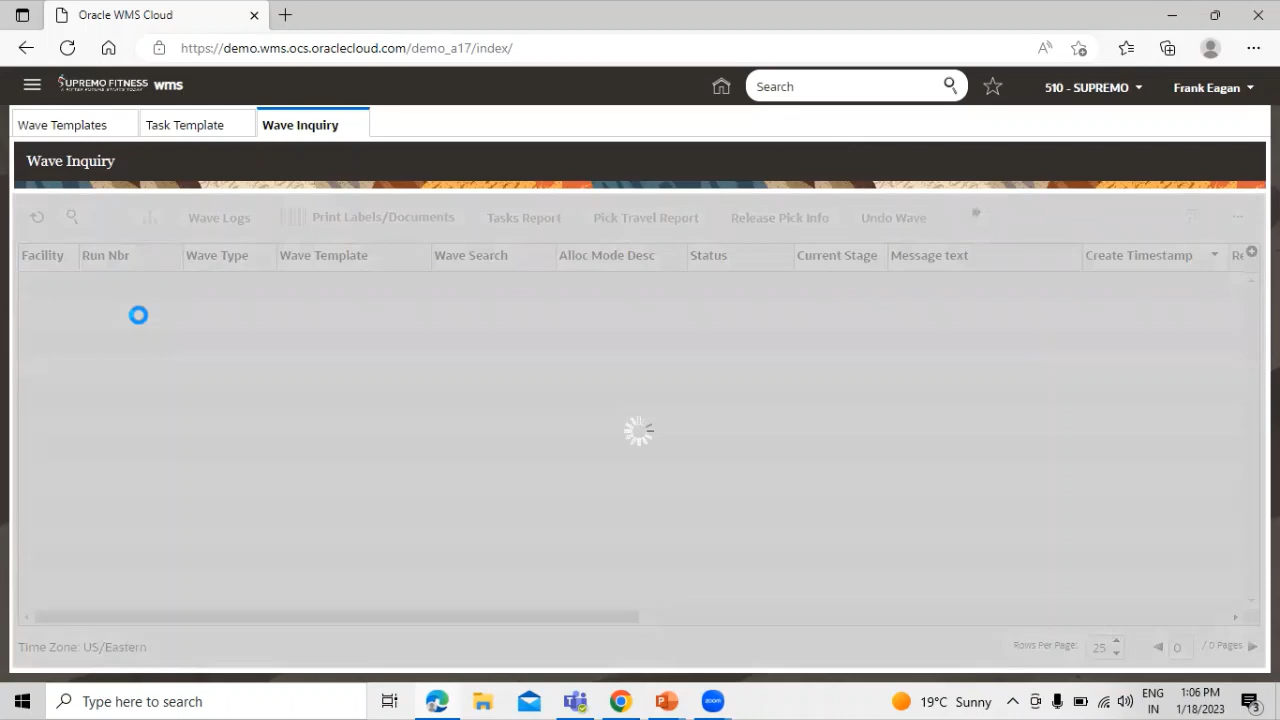 Oracle WMS Cloud
https://demo.wms.ocs.oraclecloud.com/demo_a17/index/
SUPREMO FITNESS wms
Search
510 - SUPREMO
Frank Eagan
Wave Templates
Task Template
Wave Inquiry
Wave Inquiry
Wave Logs
Print Labels/Documents
Tasks Report
Pick Travel Report
Release Pick Info
Undo Wave
Facility
Run Nbr
Wave Type
Wave Template
Wave Search
Alloc Mode Desc
Status
Current Stage
Message text
Create Timestamp
Re
Time Zone: US/Eastern
Rows Per Page:
25
0
/ 0 Pages
Type here to search
zoom
19°C Sunny
ENG
IN
1:06 PM
1/18/2023
3